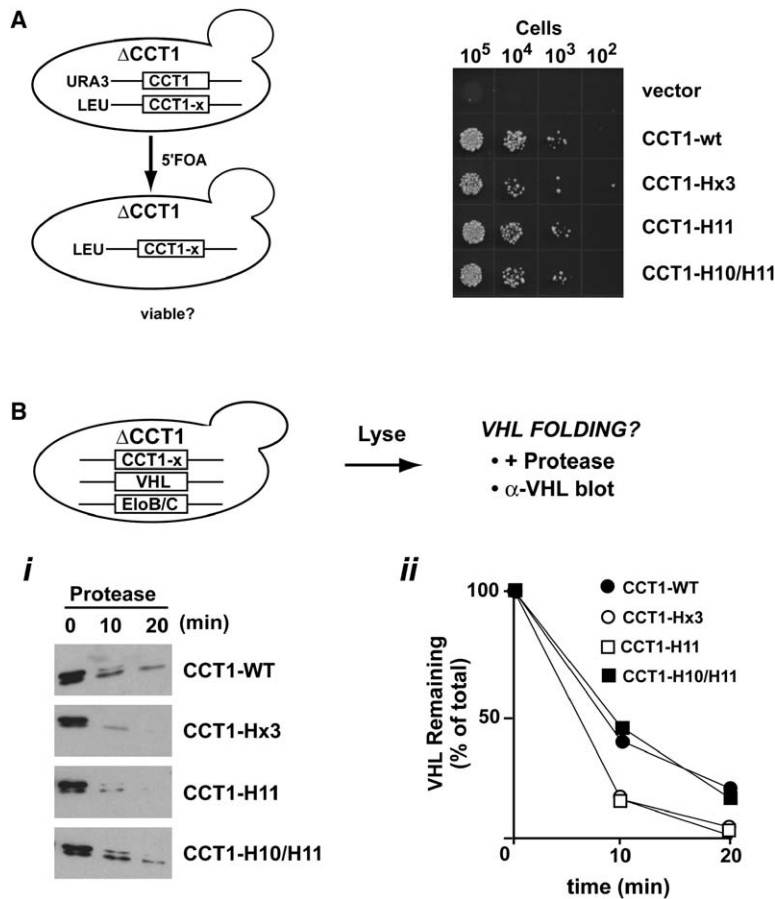 A
ΔCCT1
URA3 CCT1
LEU CCT1-x
5'FOA
ΔCCT1
LEU CCT1-x
viable?
Cells
10⁵ 10⁴ 10³ 10²
vector
CCT1-wt
CCT1-Hx3
CCT1-H11
CCT1-H10/H11
B
ΔCCT1
CCT1-x
VHL
EloB/C
Lyse
VHL FOLDING?
• + Protease
• α-VHL blot
i
Protease
0 10 20 (min)
CCT1-WT
CCT1-Hx3
CCT1-H11
CCT1-H10/H11
ii
100
50
VHL Remaining
(% of total)
CCT1-WT
CCT1-Hx3
CCT1-H11
CCT1-H10/H11
0 10 20
time (min)